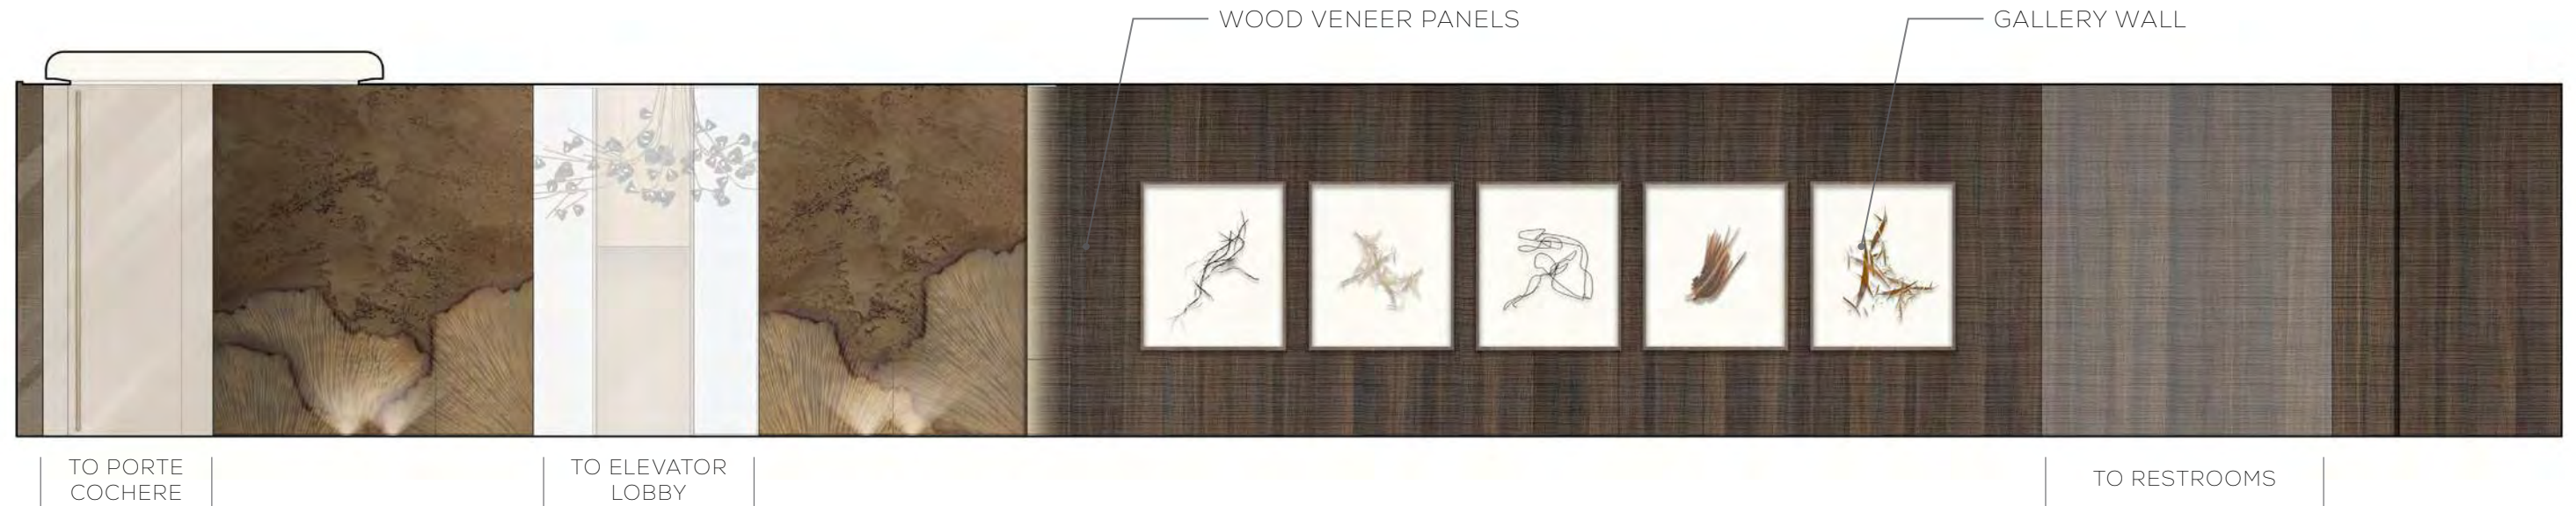 WOOD VENEER PANELS
GALLERY WALL
TO PORTE
COCHERE
TO ELEVATOR
LOBBY
TO RESTROOMS